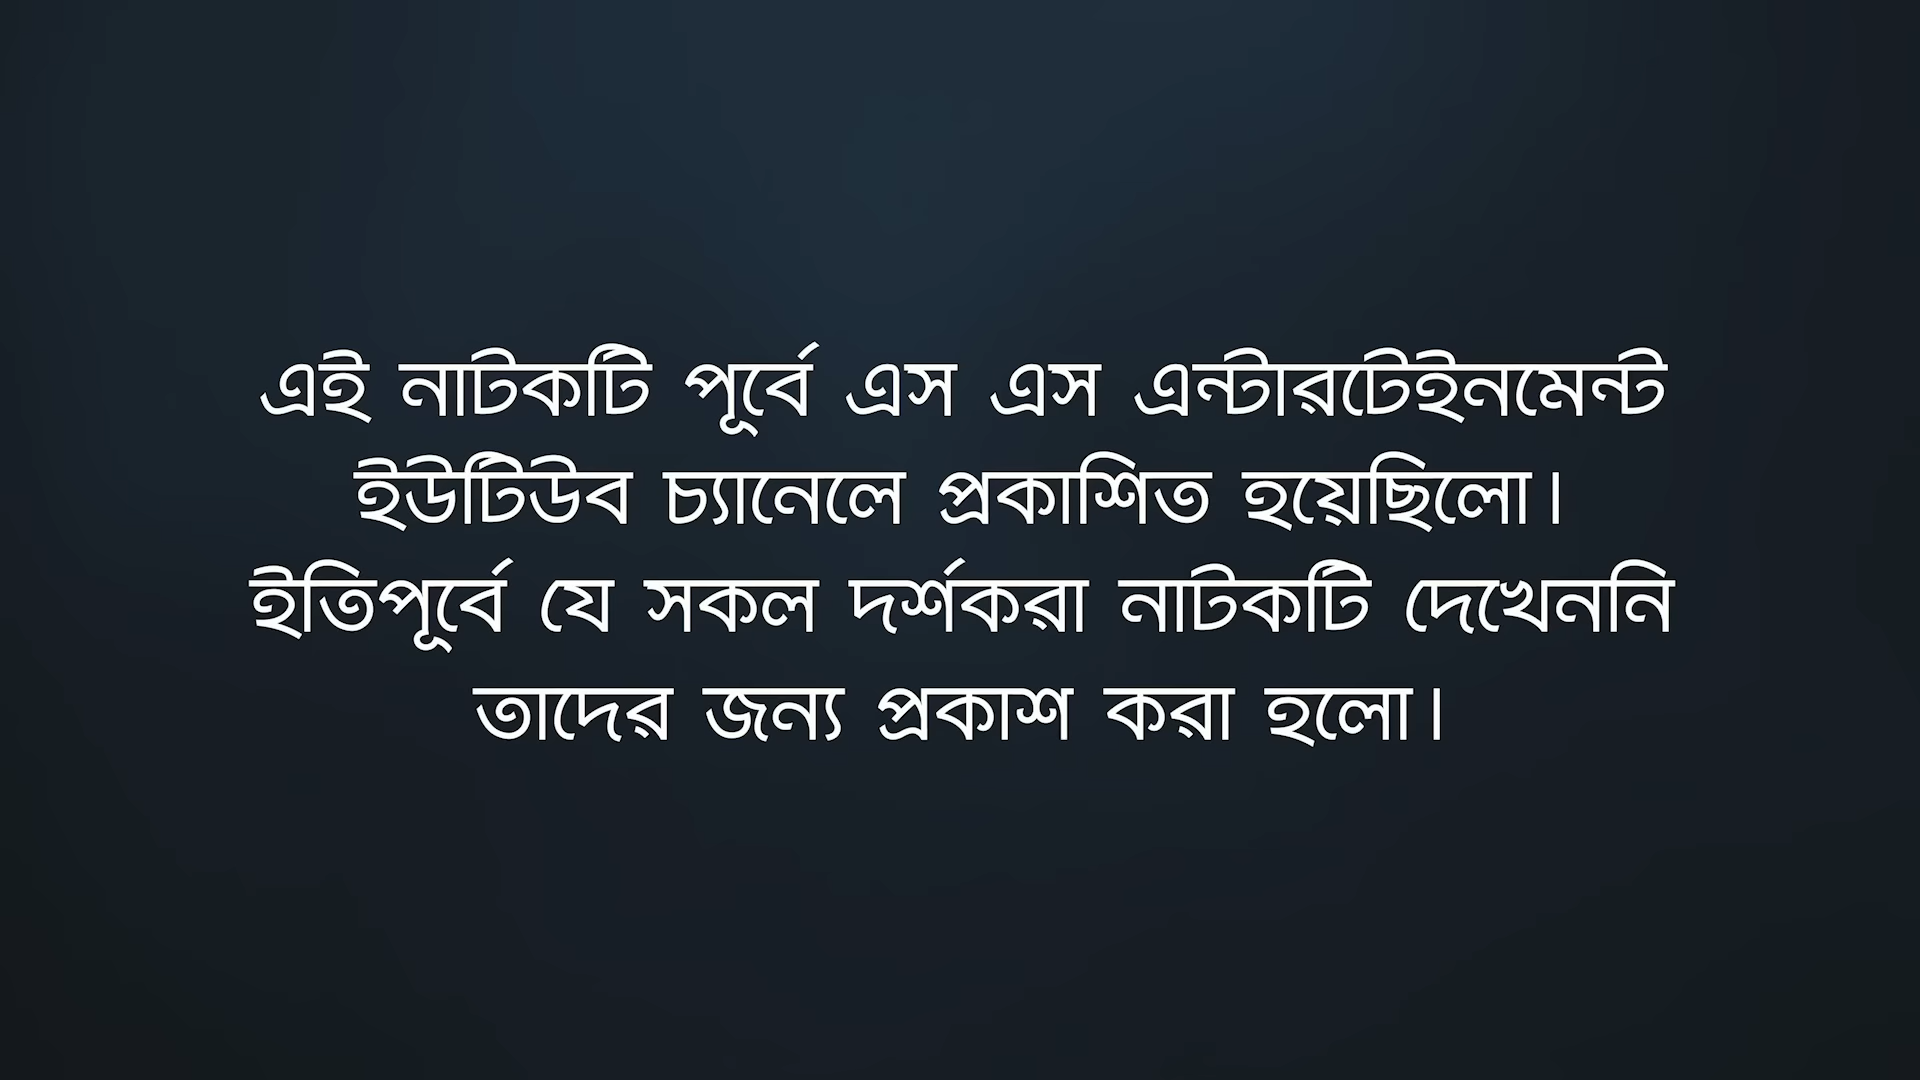 এই নাটকটি পূর্বে এস এস এন্টারটেইনমেন্ট
ইউটিউব চ্যানেলে প্রকাশিত হয়েছিলো।
ইতিপূর্বে যে সকল দর্শকরা নাটকটি দেখেননি
তাদের জন্য প্রকাশ করা হলো।